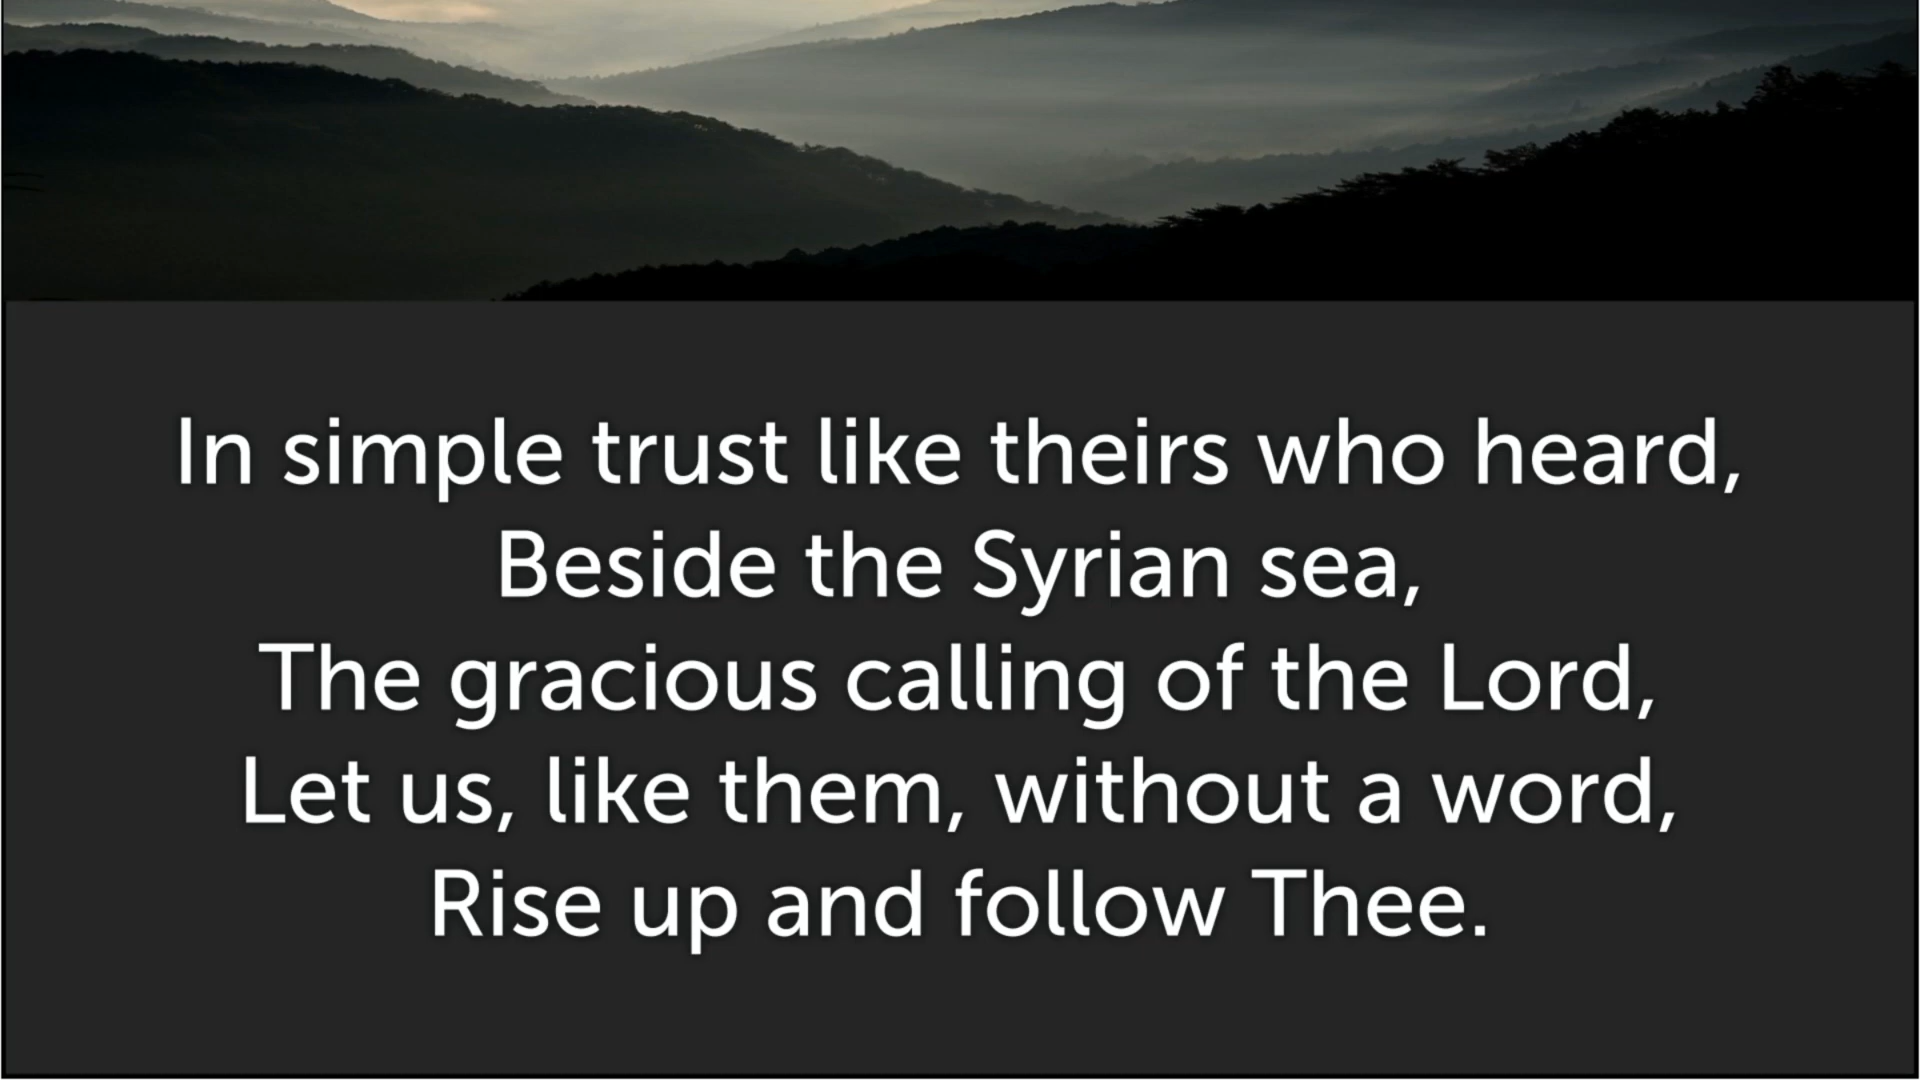 In simple trust like theirs who heard,
Beside the Syrian sea,
The gracious calling of the Lord,
Let us, like them, without a word,
Rise up and follow Thee.